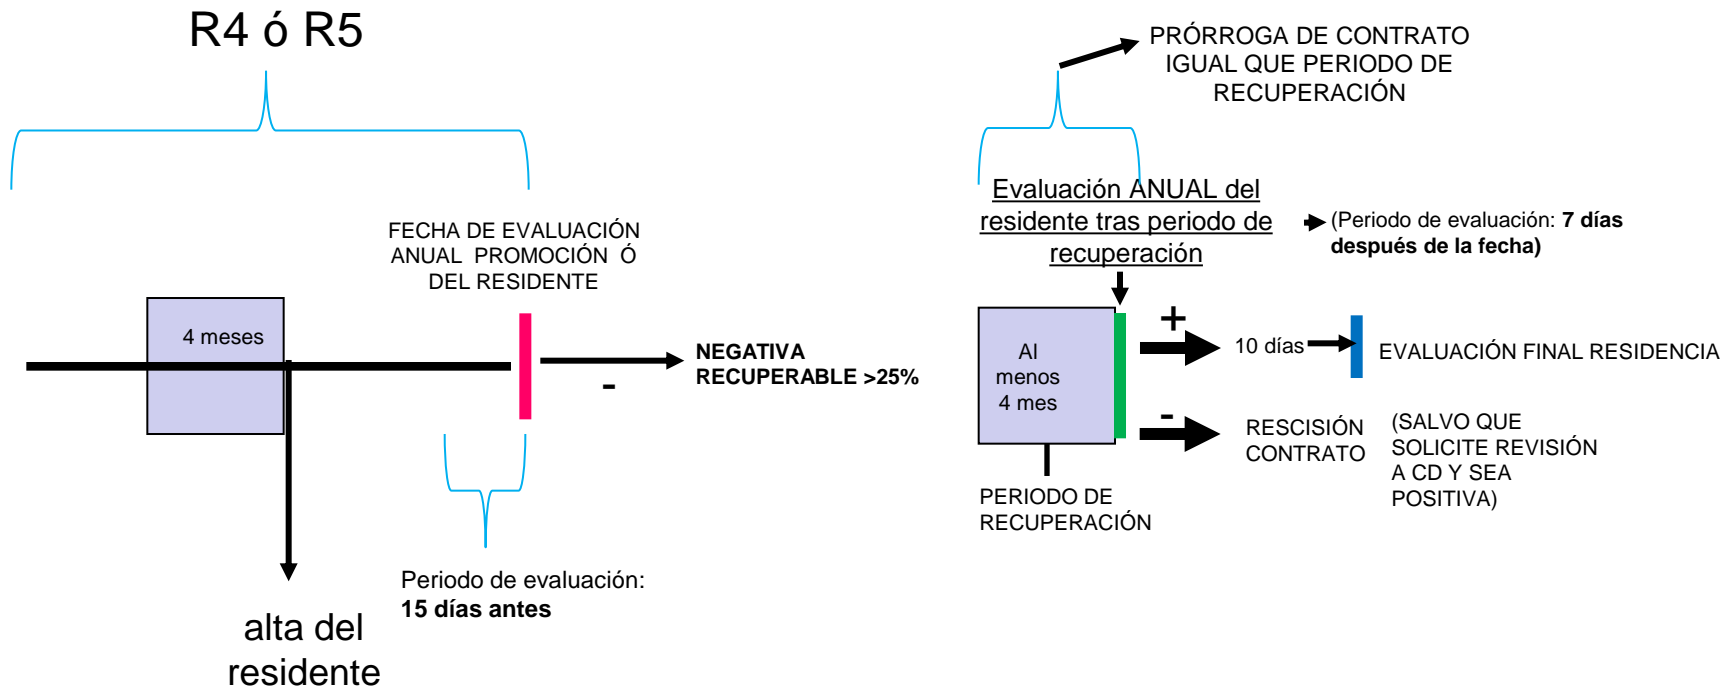 R4 ó R5
FECHA DE EVALUACIÓN
ANUAL PROMOCIÓN Ó
DEL RESIDENTE
4 meses
NEGATIVA
RECUPERABLE >25%
-
Periodo de evaluación:
15 días antes
alta del
residente
PRÓRROGA DE CONTRATO
IGUAL QUE PERIODO DE
RECUPERACIÓN
Evaluación ANUAL del
residente tras periodo de
recuperación
(Periodo de evaluación: 7 días
después de la fecha)
Al
menos
4 mes
+
10 días
EVALUACIÓN FINAL RESIDENCIA
-
RESCISIÓN
CONTRATO
(SALVO QUE
SOLICITE REVISIÓN
A CD Y SEA
POSITIVA)
PERIODO DE
RECUPERACIÓN